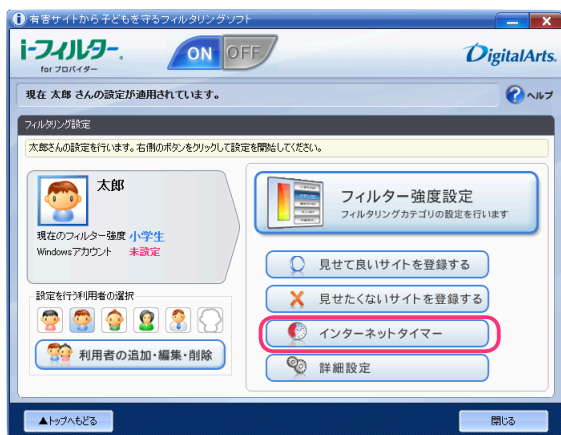 有害サイトから子どもを守るフィルタリングソフト
i-フィルター®
for プロバイダー
ON OFF
DigitalArts.
現在 太郎 さんの設定が適用されています。
ヘルプ
フィルタリング設定
太郎さんの設定を行います。右側のボタンをクリックして設定を開始してください。
太郎
現在のフィルター強度 小学生
Windowsアカウント 未設定
設定を行う利用者の選択
利用者の追加・編集・削除
フィルター強度設定
フィルタリングカテゴリの設定を行います
見せて良いサイトを登録する
見せたくないサイトを登録する
インターネットタイマー
詳細設定
▲トップへもどる
閉じる